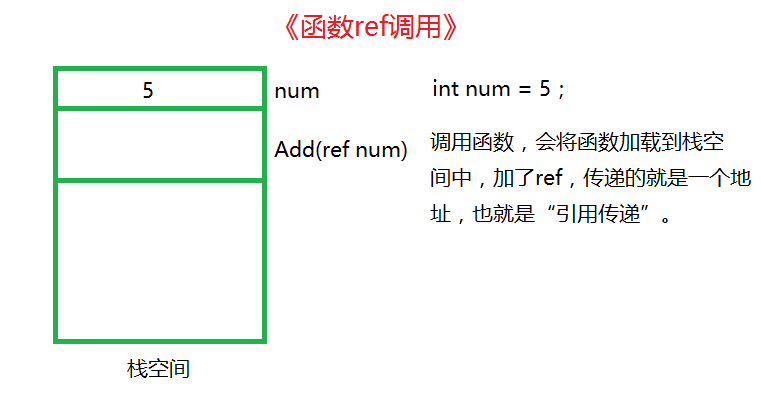 《函数ref调用》
5
num
int num = 5；
Add(ref num)
调用函数，会将函数加载到栈空
间中，加了ref，传递的就是一个地
址，也就是“引用传递”。
栈空间